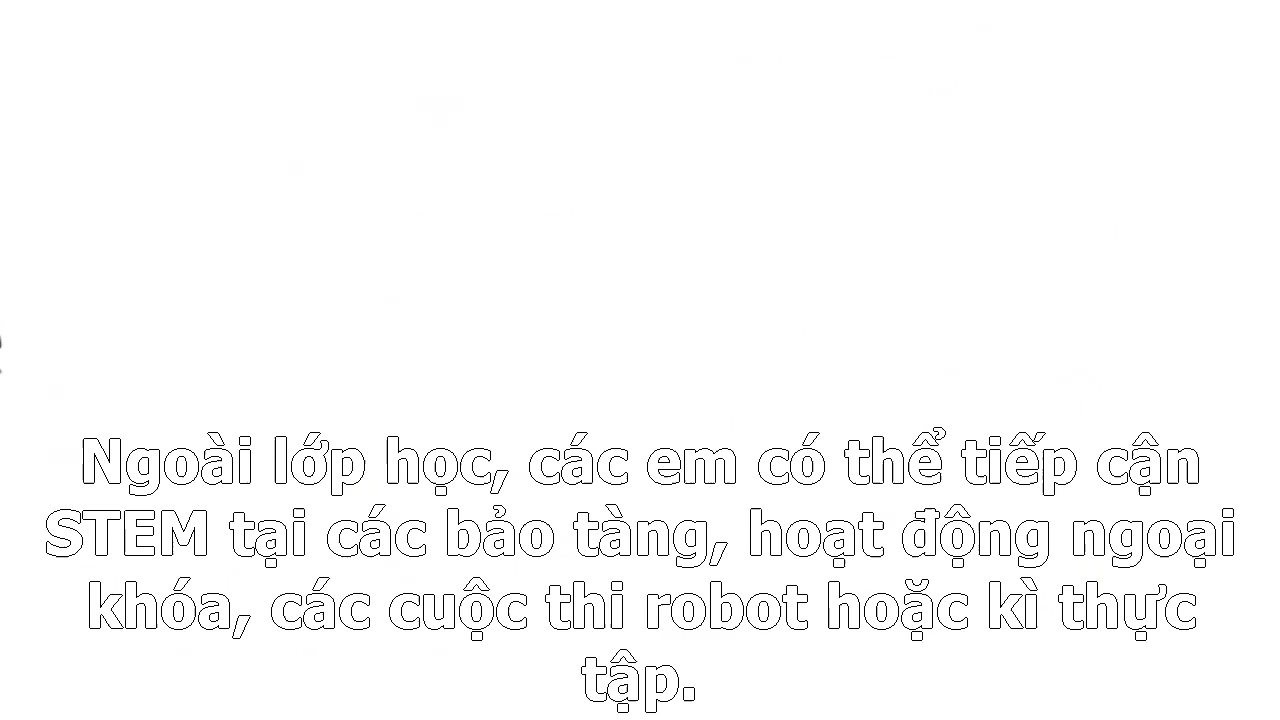 Ngoài lớp học, các em có thể tiếp cận
STEM tại các bảo tàng, hoạt động ngoại
khóa, các cuộc thi robot hoặc kì thực
tập.